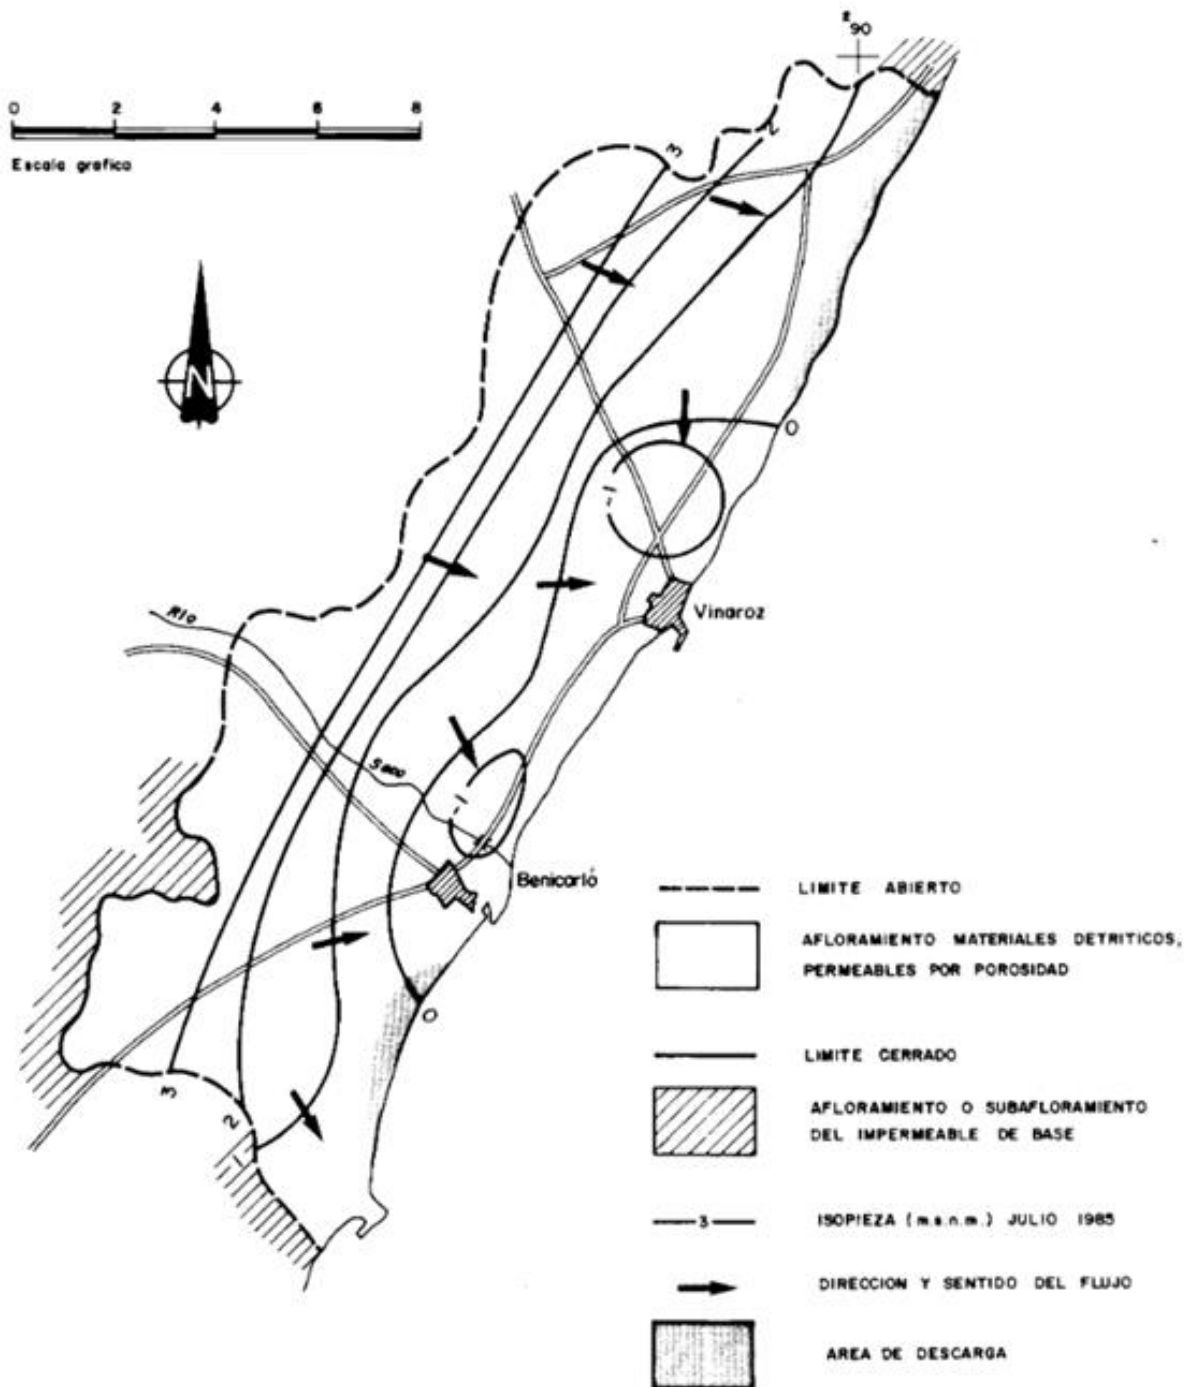 90
0 2 4 6 8
Escala grafica
N
3
2
0
-1
Vinaroz
Río
Seco
-1
Benicarló
0
3
2
1
LIMITE ABIERTO
AFLORAMIENTO MATERIALES DETRITICOS,
PERMEABLES POR POROSIDAD
LIMITE CERRADO
AFLORAMIENTO O SUBAFLORAMIENTO
DEL IMPERMEABLE DE BASE
3
ISOPIEZA (m.s.n.m.) JULIO 1985
DIRECCION Y SENTIDO DEL FLUJO
AREA DE DESCARGA